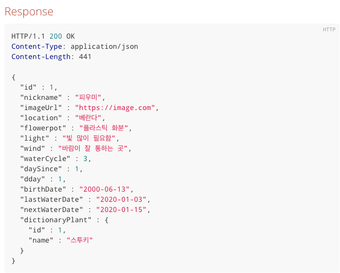 Response
HTTP
HTTP/1.1 200 OK
Content-Type: application/json
Content-Length: 441
{
"id" : 1,
"nickname" : "피우미",
"imageUrl" : "https://image.com",
"location" : "베란다",
"flowerpot" : "플라스틱 화분",
"light" : "빛 많이 필요함",
"wind" : "바람이 잘 통하는 곳",
"waterCycle" : 3,
"daySince" : 1,
"dday" : 1,
"birthDate" : "2000-06-13",
"lastWaterDate" : "2020-01-03",
"nextWaterDate" : "2020-01-15",
"dictionaryPlant" : {
"id" : 1,
"name" : "스투키"
}
}